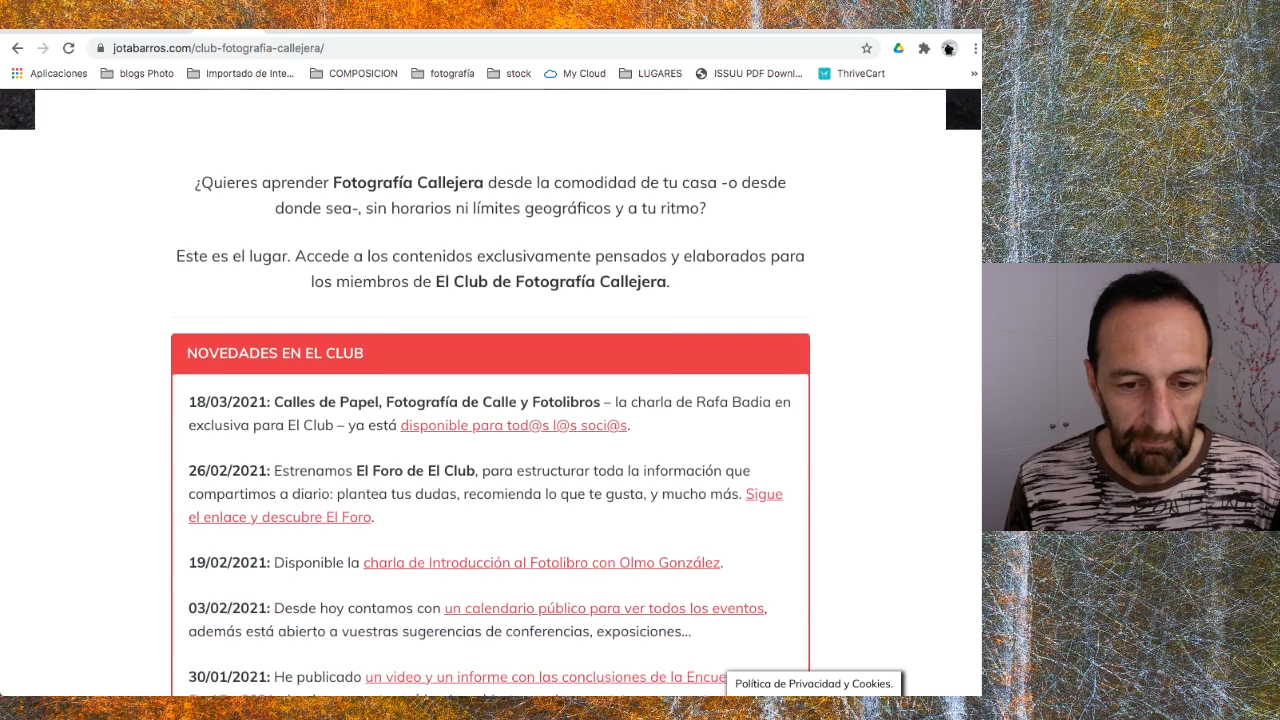 jotabarros.com/club-fotografia-callejera/
Aplicaciones blogs Photo Importado de Inte... COMPOSICION fotografía stock My Cloud LUGARES ISSUU PDF Downl... ThriveCart »
¿Quieres aprender Fotografía Callejera desde la comodidad de tu casa -o desde
donde sea-, sin horarios ni límites geográficos y a tu ritmo?
Este es el lugar. Accede a los contenidos exclusivamente pensados y elaborados para
los miembros de El Club de Fotografía Callejera.
NOVEDADES EN EL CLUB
18/03/2021: Calles de Papel, Fotografía de Calle y Fotolibros – la charla de Rafa Badia en
exclusiva para El Club – ya está disponible para tod@s l@s soci@s.
26/02/2021: Estrenamos El Foro de El Club, para estructurar toda la información que
compartimos a diario: plantea tus dudas, recomienda lo que te gusta, y mucho más. Sigue
el enlace y descubre El Foro.
19/02/2021: Disponible la charla de Introducción al Fotolibro con Olmo González.
03/02/2021: Desde hoy contamos con un calendario público para ver todos los eventos,
además está abierto a vuestras sugerencias de conferencias, exposiciones...
30/01/2021: He publicado un video y un informe con las conclusiones de la Encue
Política de Privacidad y Cookies.